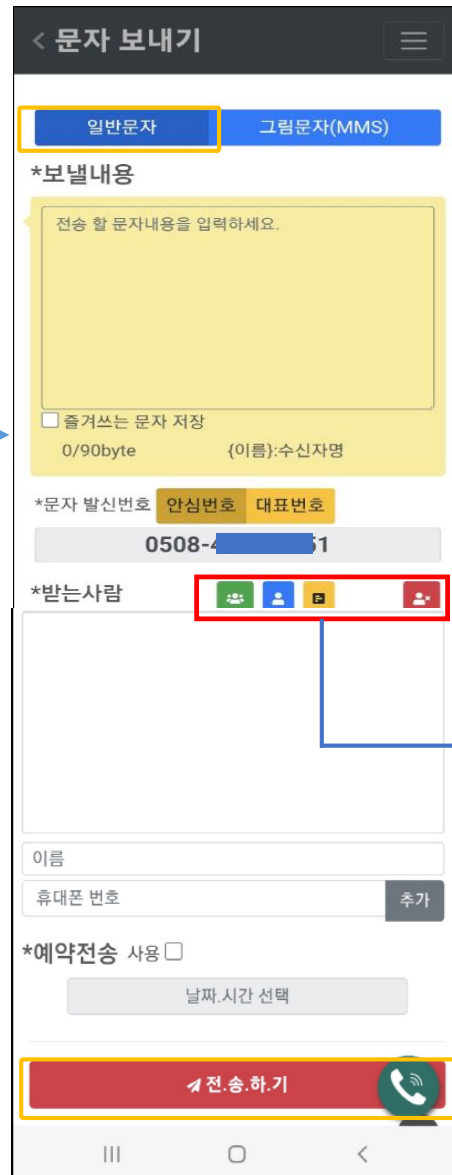 < 문자 보내기
일반문자 그림문자(MMS)
*보낼내용
전송 할 문자내용을 입력하세요.
즐겨쓰는 문자 저장
0/90byte {이름}:수신자명
*문자 발신번호 안심번호 대표번호
0508-4 51
*받는사람
이름
휴대폰 번호 추가
*예약전송 사용
날짜.시간 선택
전.송.하.기